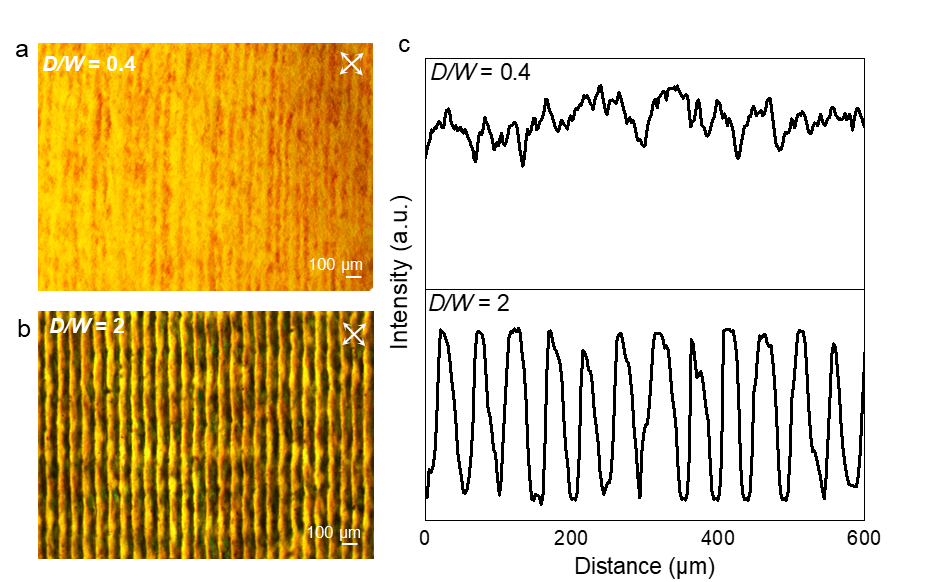 a
D/W = 0.4
100 µm
b
D/W = 2
100 µm
c
D/W = 0.4
D/W = 2
Intensity (a.u.)
0 200 400 600
Distance (µm)